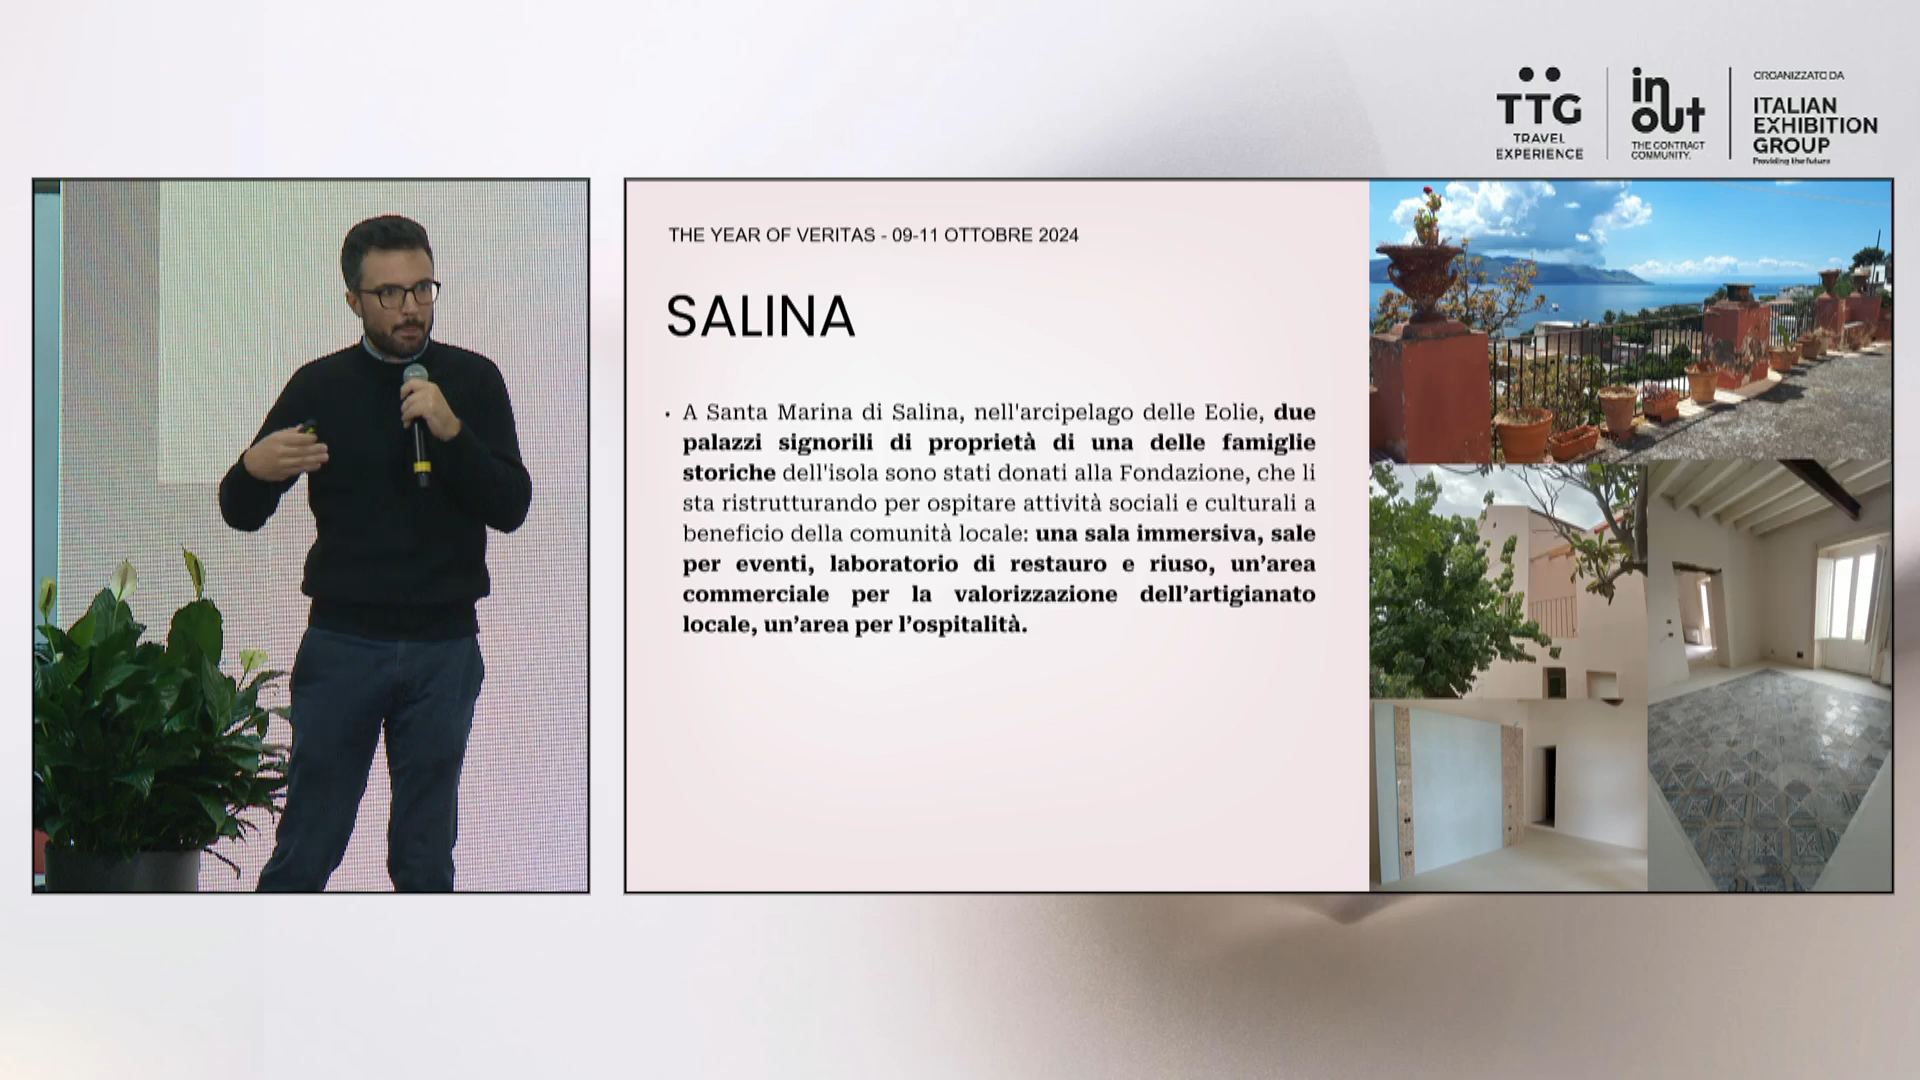 TTG
TRAVEL
EXPERIENCE
in
out
THE CONTRACT
COMMUNITY.
ORGANIZZATO DA
ITALIAN
EXHIBITION
GROUP
Providing the future
THE YEAR OF VERITAS - 09-11 OTTOBRE 2024
SALINA
• A Santa Marina di Salina, nell'arcipelago delle Eolie, due
palazzi signorili di proprietà di una delle famiglie
storiche dell'isola sono stati donati alla Fondazione, che li
sta ristrutturando per ospitare attività sociali e culturali a
beneficio della comunità locale: una sala immersiva, sale
per eventi, laboratorio di restauro e riuso, un’area
commerciale per la valorizzazione dell’artigianato
locale, un’area per l’ospitalità.